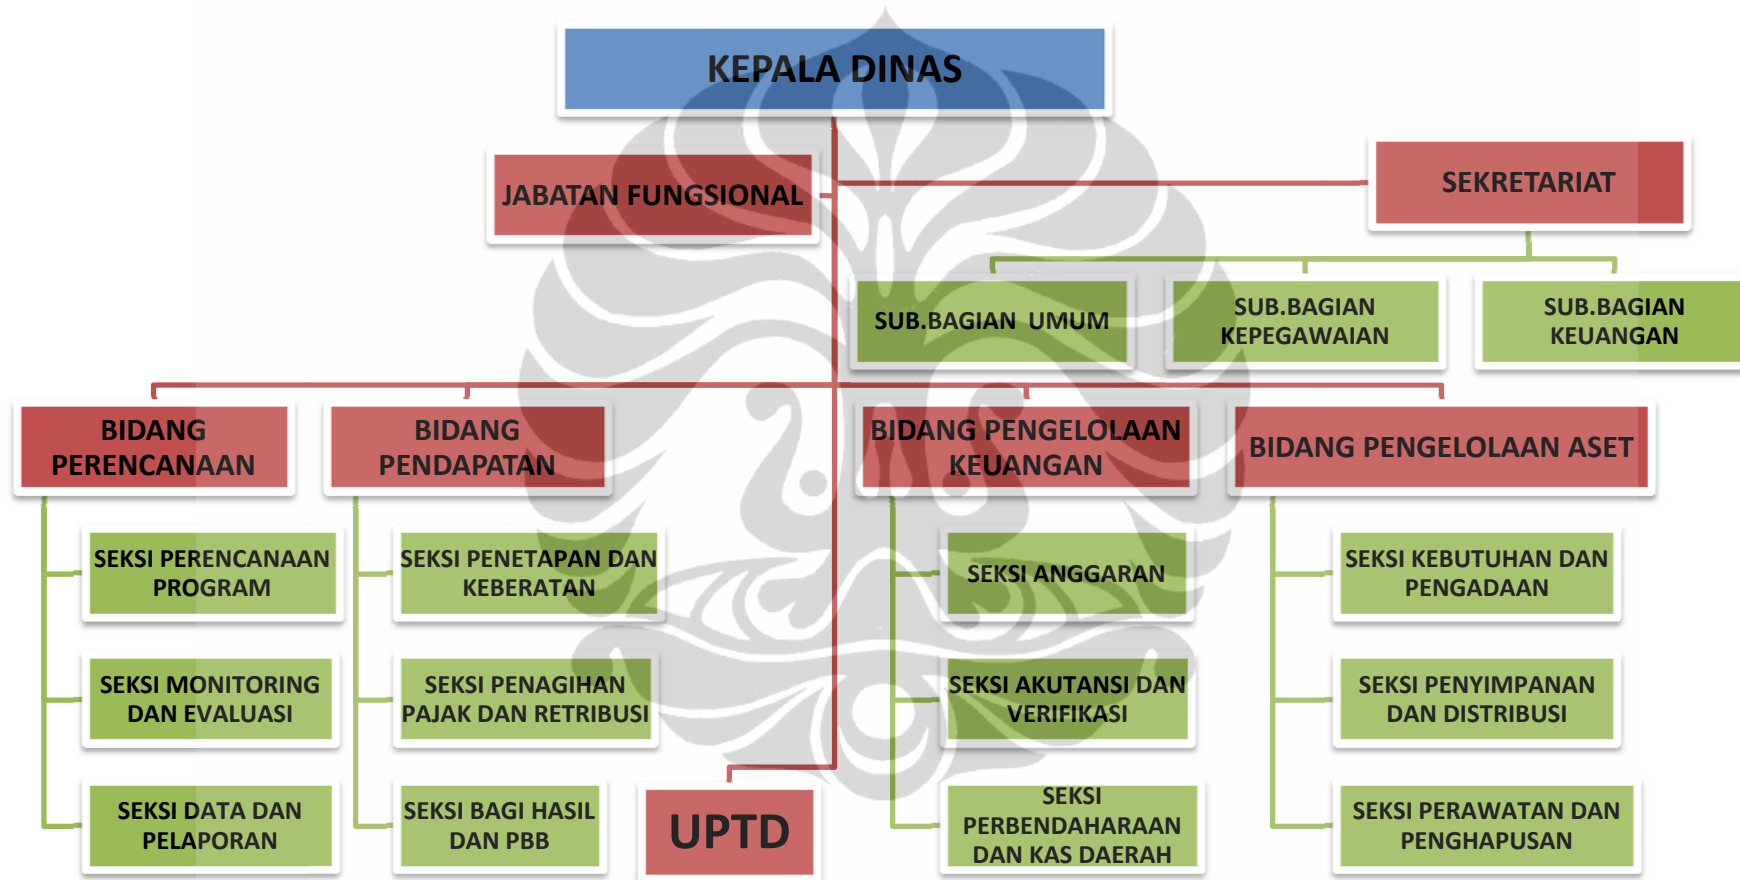 KEPALA DINAS
JABATAN FUNGSIONAL
SEKRETARIAT
SUB.BAGIAN UMUM
SUB.BAGIAN
KEPEGAWAIAN
SUB.BAGIAN
KEUANGAN
BIDANG
PERENCANAAN
BIDANG
PENDAPATAN
BIDANG PENGELOLAAN
KEUANGAN
BIDANG PENGELOLAAN ASET
SEKSI PERENCANAAN
PROGRAM
SEKSI PENETAPAN DAN
KEBERATAN
SEKSI ANGGARAN
SEKSI KEBUTUHAN DAN
PENGADAAN
SEKSI MONITORING
DAN EVALUASI
SEKSI PENAGIHAN
PAJAK DAN RETRIBUSI
SEKSI AKUTANSI DAN
VERIFIKASI
SEKSI PENYIMPANAN
DAN DISTRIBUSI
SEKSI DATA DAN
PELAPORAN
SEKSI BAGI HASIL
DAN PBB
UPTD
SEKSI
PERBENDAHARAAN
DAN KAS DAERAH
SEKSI PERAWATAN DAN
PENGHAPUSAN